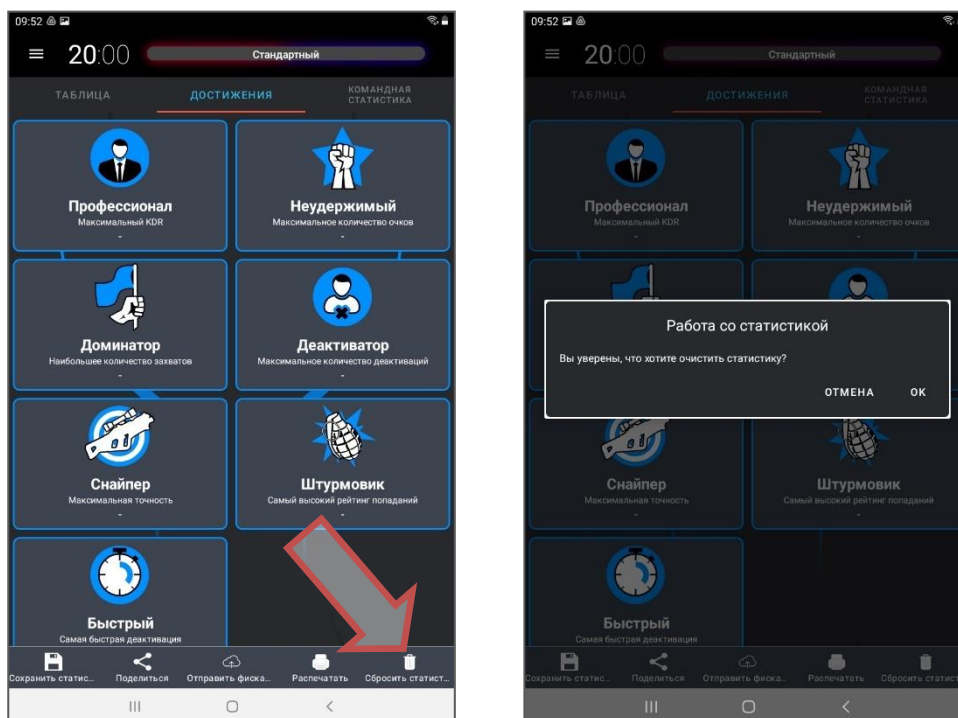 09:52
20:00
Стандартный
ТАБЛИЦА
ДОСТИЖЕНИЯ
КОМАНДНАЯ
СТАТИСТИКА
Профессионал
Максимальный KDR
-
Неудержимый
Максимальное количество очков
-
Доминатор
Наибольшее количество захватов
-
Деактиватор
Максимальное количество деактиваций
-
Снайпер
Максимальная точность
-
Штурмовик
Самый высокий рейтинг попаданий
-
Быстрый
Самая быстрая деактивация
Сохранить статис...
Поделиться
Отправить фиска...
Распечатать
Сбросить статист...
09:52
20:00
Стандартный
ТАБЛИЦА
ДОСТИЖЕНИЯ
КОМАНДНАЯ
СТАТИСТИКА
Профессионал
Максимальный KDR
-
Неудержимый
Максимальное количество очков
-
Работа со статистикой
Вы уверены, что хотите очистить статистику?
ОТМЕНА
ОК
Снайпер
Максимальная точность
-
Штурмовик
Самый высокий рейтинг попаданий
-
Быстрый
Самая быстрая деактивация
Сохранить статис...
Поделиться
Отправить фиска...
Распечатать
Сбросить статист